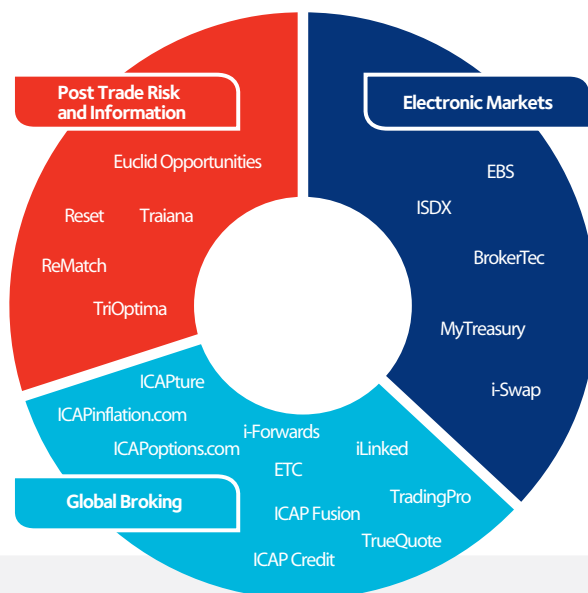 Post Trade Risk
and Information
Euclid Opportunities
Reset
Traiana
ReMatch
TriOptima
Electronic Markets
EBS
ISDX
BrokerTec
MyTreasury
i-Swap
ICAPture
ICAPinflation.com
ICAPoptions.com
i-Forwards
iLinked
ETC
Global Broking
TradingPro
ICAP Fusion
TrueQuote
ICAP Credit